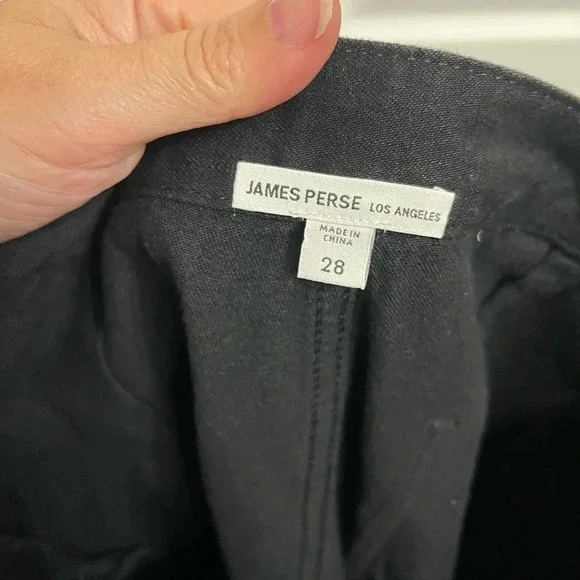 JAMES PERSE LOS ANGELES
MADE IN
CHINA
28